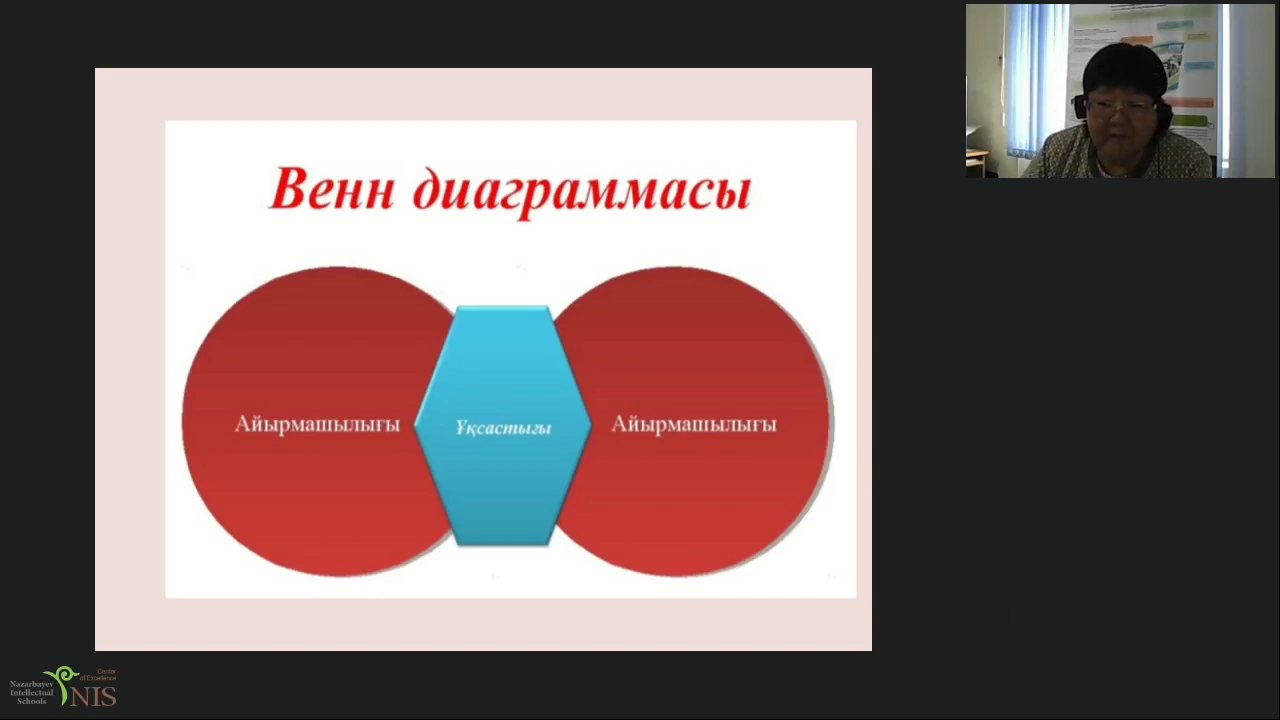 Венн диаграммасы
Айырмашылығы
Ұқсастығы
Айырмашылығы
Nazarbayev
Intellectual
Schools
Center
of Excellence
NIS